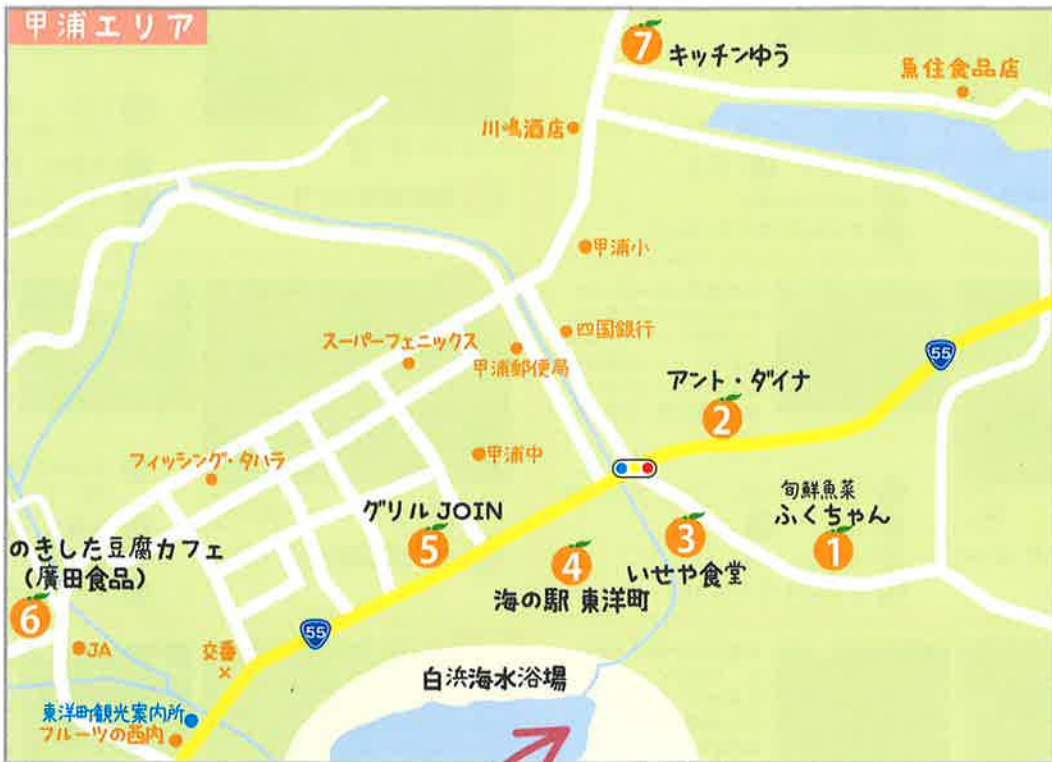 甲浦エリア
7
キッチンゆう
魚住食品店
川嶋酒店
甲浦小
四国銀行
スーパーフェニックス
甲浦郵便局
55
アント・ダイナ
2
甲浦中
フィッシング・タハラ
旬鮮魚菜
ふくちゃん
1
グリル JOIN
5
3
いせや食堂
4
海の駅 東洋町
のきした豆腐カフェ
(廣田食品)
6
55
JA
交番
白浜海水浴場
東洋町観光案内所
フルーツの西内